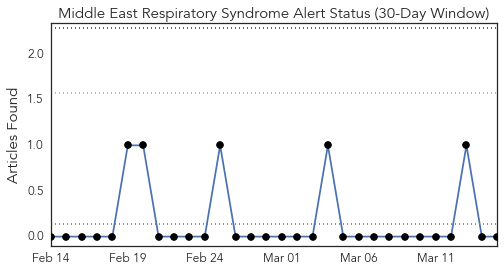 Middle East Respiratory Syndrome Alert Status (30-Day Window)
Articles Found
2.0
1.5
1.0
0.5
0.0
Feb 14 Feb 19 Feb 24 Mar 01 Mar 06 Mar 11